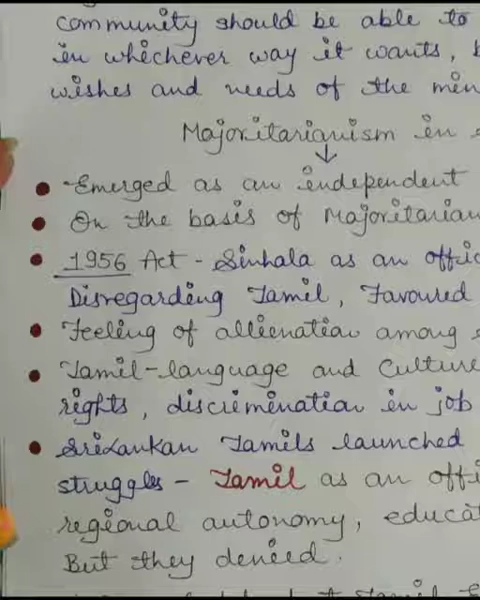 community should be able to
in whichever way it wants,
wishes and needs of the
Majoritarianism in
↓
• Emerged as an independent
• On the basis of
• 1956 Act - Sinhala as an
Disregarding Tamil, Favoured
• Feeling of allienation among
• Tamil-language and Culture
rights, discrimination in job
• SriLankan Tamils launched
struggles - Tamil as an
regional autonomy,
But they denied.